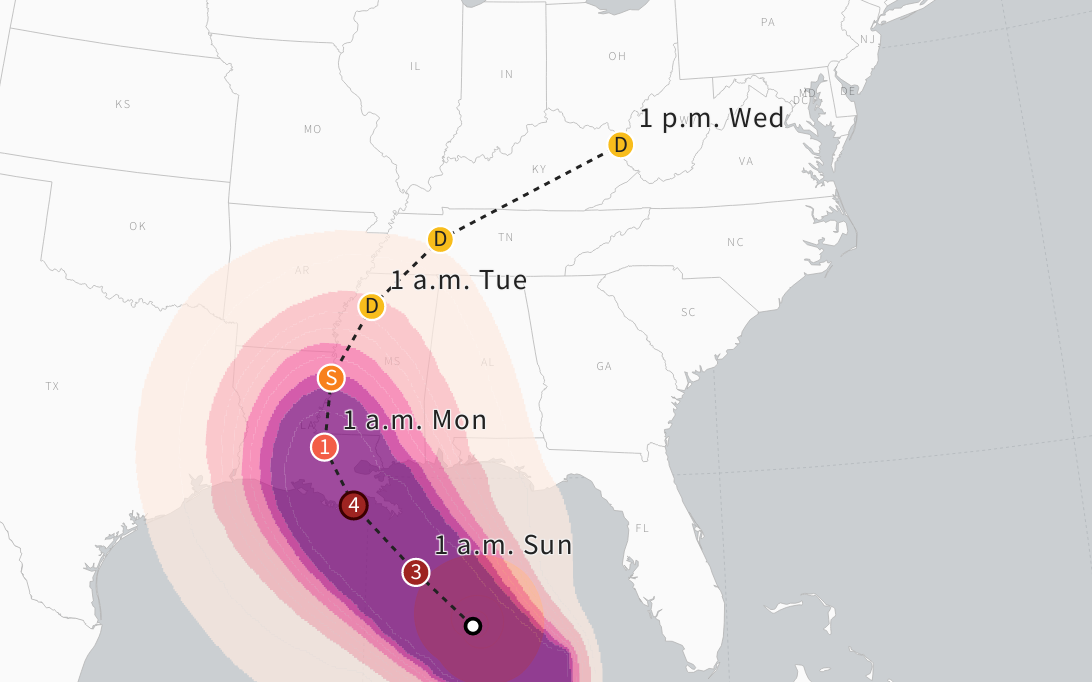 PA
NJ
OH
IL
IN
MD
DE
DC
KS
1 p.m. Wed
MO
VA
D
KY
OK
TN
D
NC
AR
1 a.m. Tue
D
SC
MS
AL
GA
S
TX
1 a.m. Mon
LA
1
4
FL
1 a.m. Sun
3